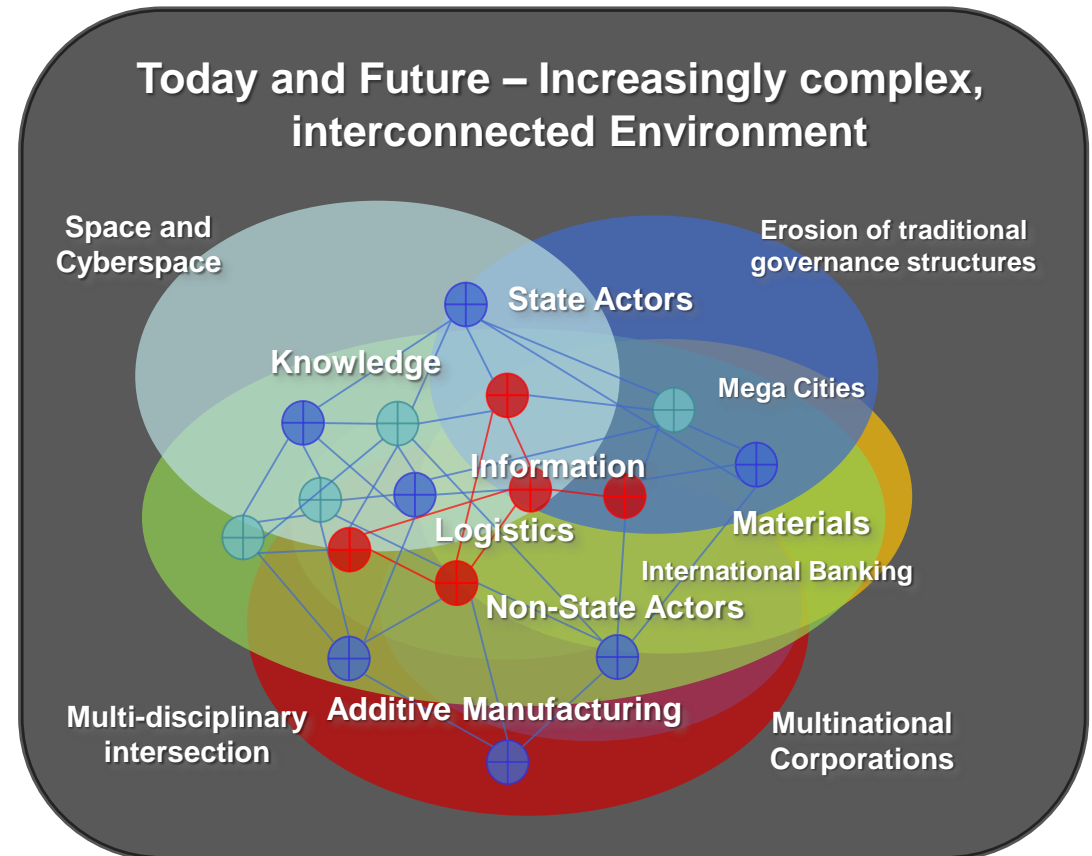 Today and Future – Increasingly complex,
interconnected Environment
Space and
Cyberspace
Erosion of traditional
governance structures
State Actors
Knowledge
Mega Cities
Information
Materials
Logistics
International Banking
Non-State Actors
Multi-disciplinary
intersection
Additive Manufacturing
Multinational
Corporations